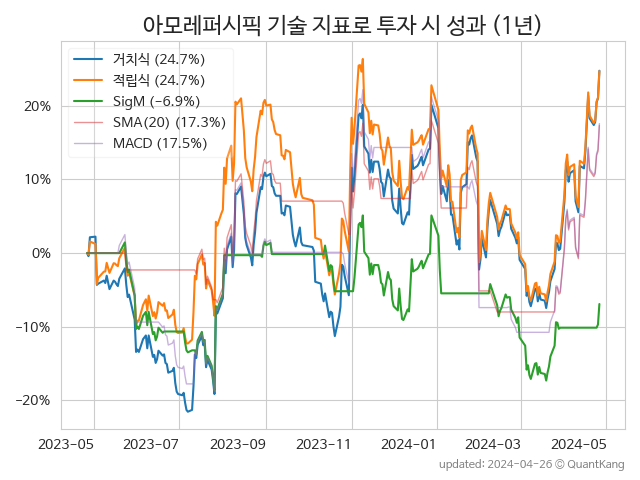 아모레퍼시픽 기술 지표로 투자 시 성과 (1년)
거치식 (24.7%)
적립식 (24.7%)
SigM (−6.9%)
SMA(20) (17.3%)
MACD (17.5%)
20%
10%
0%
−10%
−20%
2023-05 2023-07 2023-09 2023-11 2024-01 2024-03 2024-05
updated: 2024-04-26 © QuantKang